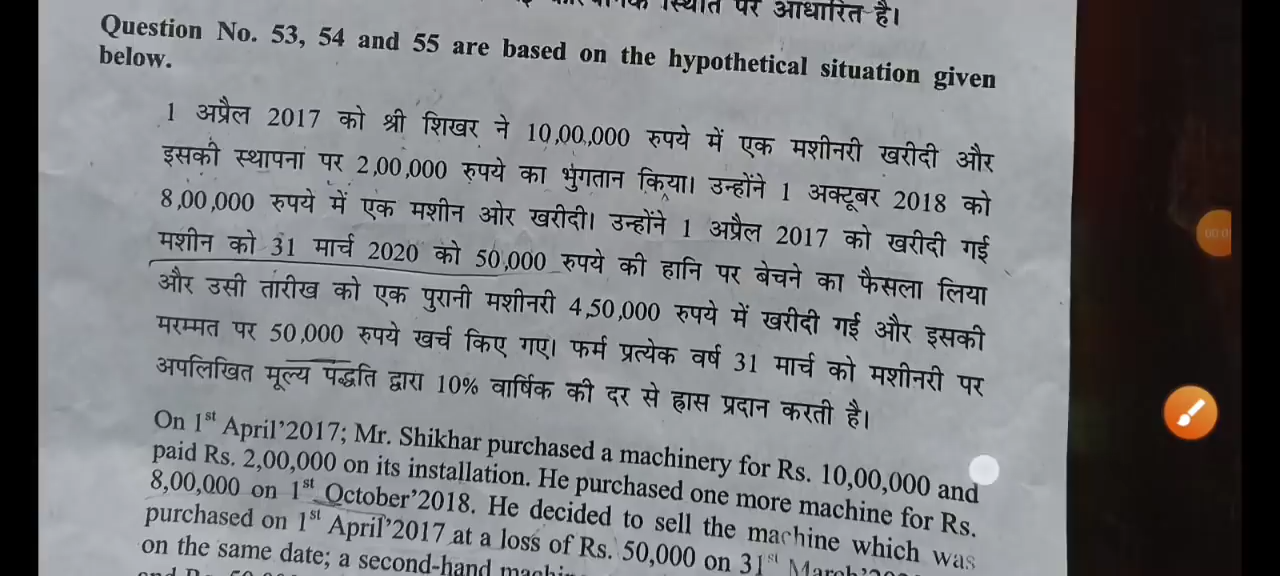 स्थिति पर आधारित है।
Question No. 53, 54 and 55 are based on the hypothetical situation given
below.
1 अप्रैल 2017 को श्री शिखर ने 10,00,000 रुपये में एक मशीनरी खरीदी और
इसकी स्थापना पर 2,00,000 रुपये का भुगतान किया। उन्होंने 1 अक्टूबर 2018 को
8,00,000 रुपये में एक मशीन ओर खरीदी। उन्होंने 1 अप्रैल 2017 को खरीदी गई
मशीन को 31 मार्च 2020 को 50,000 रुपये की हानि पर बेचने का फैसला लिया
और उसी तारीख को एक पुरानी मशीनरी 4,50,000 रुपये में खरीदी गई और इसकी
मरम्मत पर 50,000 रुपये खर्च किए गए। फर्म प्रत्येक वर्ष 31 मार्च को मशीनरी पर
अपलिखित मूल्य पद्धति द्वारा 10% वार्षिक की दर से ह्रास प्रदान करती है।
On 1st April'2017; Mr. Shikhar purchased a machinery for Rs. 10,00,000 and
paid Rs. 2,00,000 on its installation. He purchased one more machine for Rs.
8,00,000 on 1st October'2018. He decided to sell the machine which was
purchased on 1st April'2017 at a loss of Rs. 50,000 on 31st March
on the same date; a second-hand